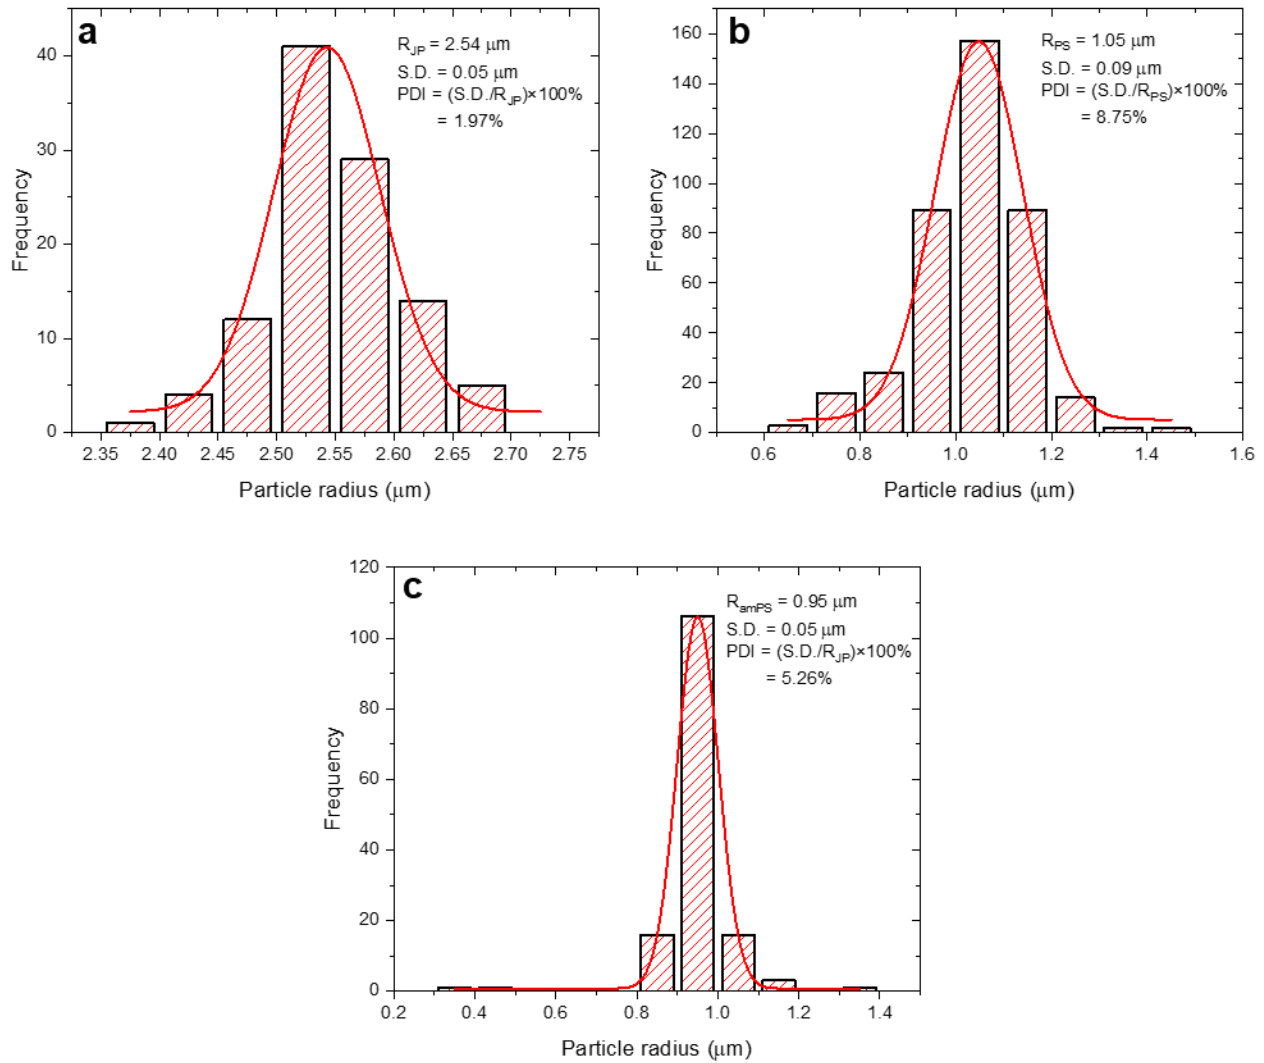 a
R_JP = 2.54 μm
S.D. = 0.05 μm
PDI = (S.D./R_JP)×100%
= 1.97%
40
30
20
10
0
Frequency
2.35 2.40 2.45 2.50 2.55 2.60 2.65 2.70 2.75
Particle radius (μm)
b
R_PS = 1.05 μm
S.D. = 0.09 μm
PDI = (S.D./R_PS)×100%
= 8.75%
160
140
120
100
80
60
40
20
0
Frequency
0.6 0.8 1.0 1.2 1.4 1.6
Particle radius (μm)
c
R_amPS = 0.95 μm
S.D. = 0.05 μm
PDI = (S.D./R_JP)×100%
= 5.26%
120
100
80
60
40
20
0
Frequency
0.2 0.4 0.6 0.8 1.0 1.2 1.4
Particle radius (μm)